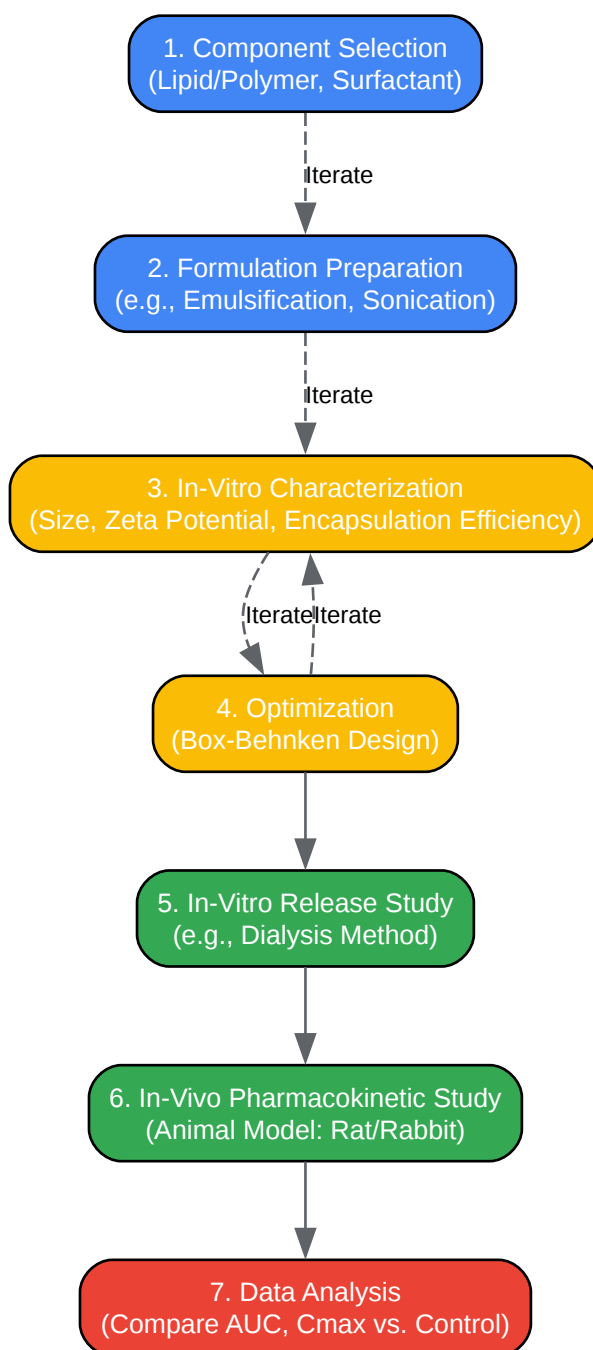 1. Component Selection
(Lipid/Polymer, Surfactant)
Iterate
2. Formulation Preparation
(e.g., Emulsification, Sonication)
Iterate
3. In-Vitro Characterization
(Size, Zeta Potential, Encapsulation Efficiency)
Iterate Iterate
4. Optimization
(Box-Behnken Design)
5. In-Vitro Release Study
(e.g., Dialysis Method)
6. In-Vivo Pharmacokinetic Study
(Animal Model: Rat/Rabbit)
7. Data Analysis
(Compare AUC, Cmax vs. Control)